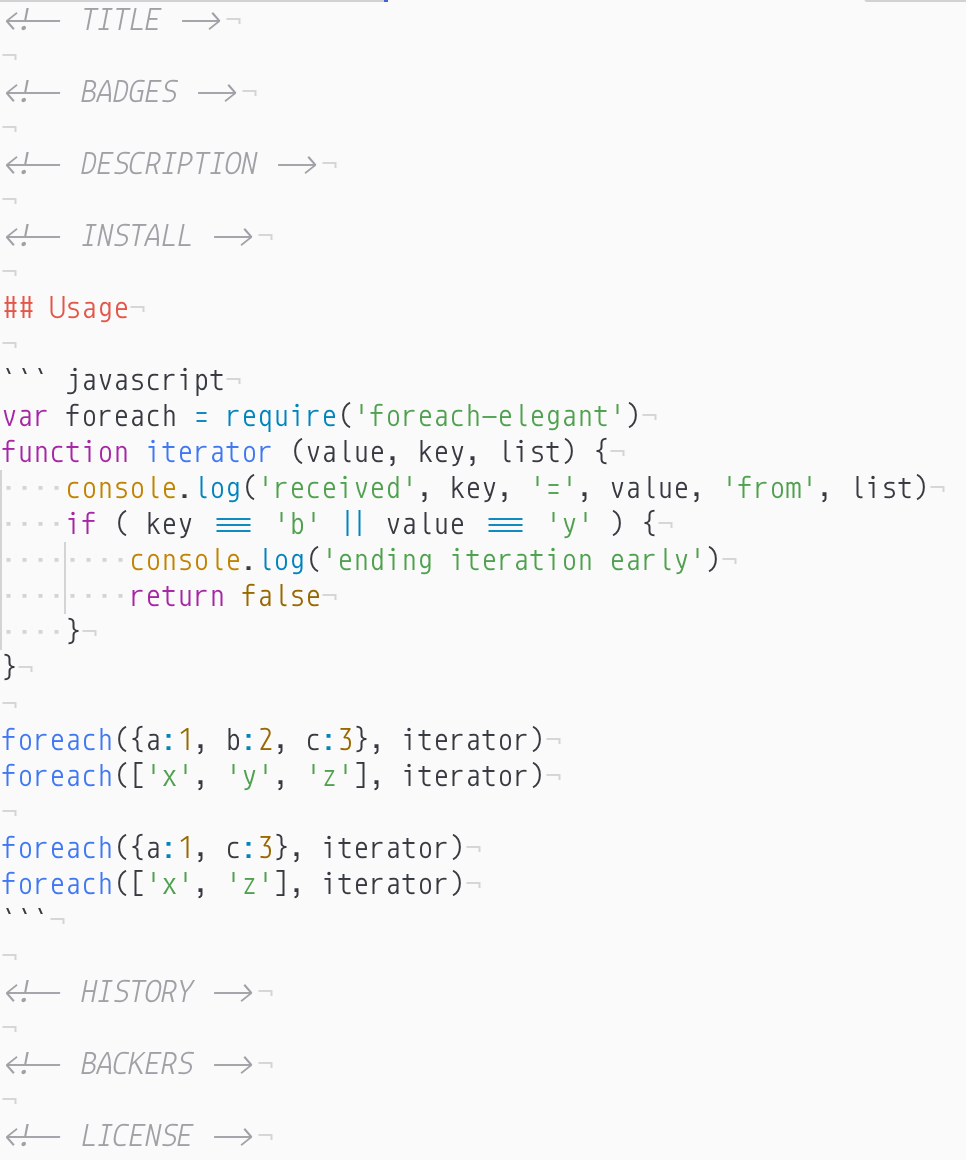 <!-- TITLE -->

<!-- BADGES -->

<!-- DESCRIPTION -->

<!-- INSTALL -->

## Usage

``` javascript
var foreach = require('foreach-elegant')
function iterator (value, key, list) {
    console.log('received', key, '=', value, 'from', list)
    if ( key === 'b' || value === 'y' ) {
        console.log('ending iteration early')
        return false
    }
}

foreach({a:1, b:2, c:3}, iterator)
foreach(['x', 'y', 'z'], iterator)

foreach({a:1, c:3}, iterator)
foreach(['x', 'z'], iterator)
```

<!-- HISTORY -->

<!-- BACKERS -->

<!-- LICENSE -->